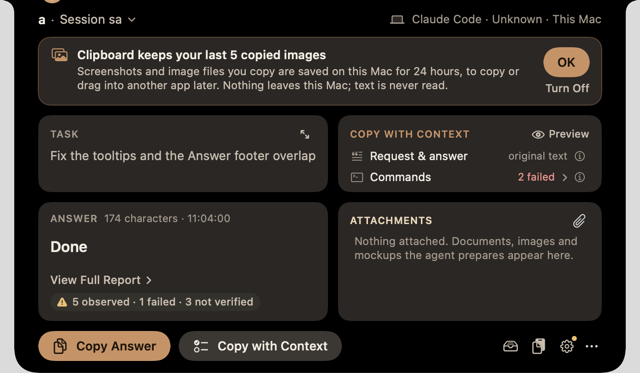 a · Session sa
Claude Code · Unknown · This Mac
Clipboard keeps your last 5 copied images
Screenshots and image files you copy are saved on this Mac for 24 hours, to copy or
drag into another app later. Nothing leaves this Mac; text is never read.
OK
Turn Off
TASK
Fix the tooltips and the Answer footer overlap
COPY WITH CONTEXT
Preview
Request & answer
original text
Commands
2 failed
ANSWER 174 characters · 11:04:00
Done
View Full Report
5 observed · 1 failed · 3 not verified
ATTACHMENTS
Nothing attached. Documents, images and
mockups the agent prepares appear here.
Copy Answer
Copy with Context